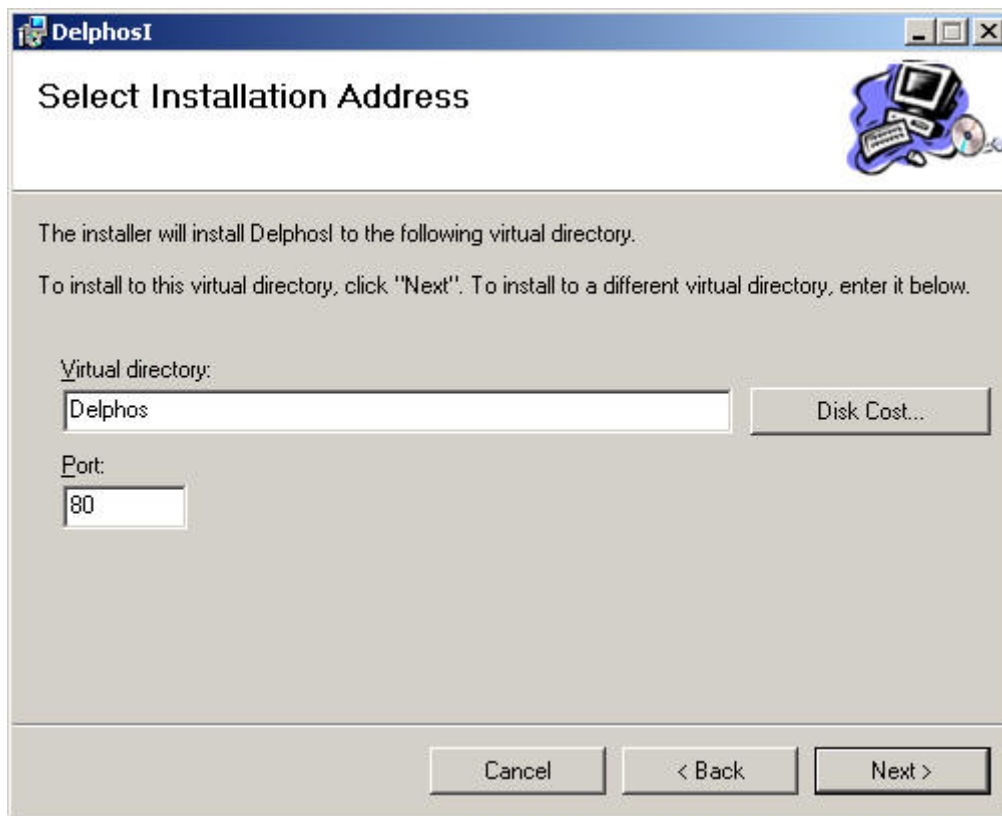 DelphosI
Select Installation Address
The installer will install DelphosI to the following virtual directory.
To install to this virtual directory, click "Next". To install to a different virtual directory, enter it below.
Virtual directory:
Delphos
Disk Cost...
Port:
80
Cancel
< Back
Next >